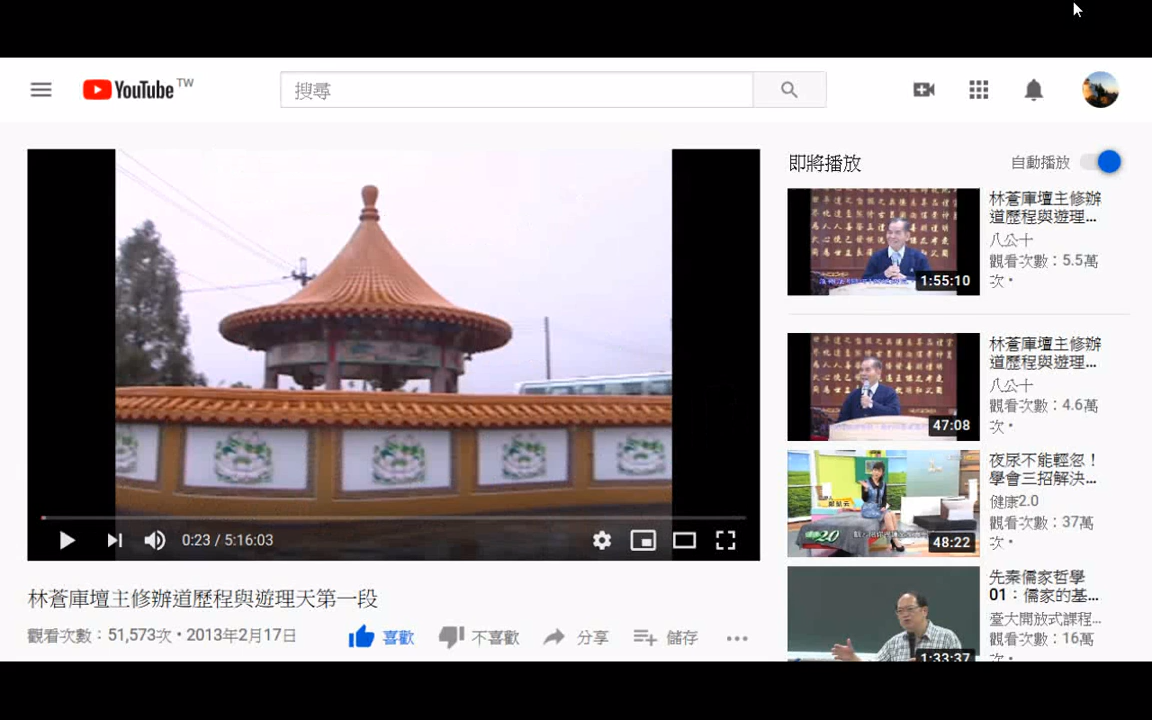 YouTube TW
搜尋
0:23 / 5:16:03
林蒼庫壇主修辦道歷程與遊理天第一段
觀看次數：51,573次 • 2013年2月17日
喜歡
不喜歡
分享
儲存
即將播放
自動播放
1:55:10
林蒼庫壇主修辦
道歷程與遊理...
八公十
觀看次數：5.5萬
次 •
47:08
林蒼庫壇主修辦
道歷程與遊理...
八公十
觀看次數：4.6萬
次 •
2.0
48:22
夜尿不能輕忽！
學會三招解決...
健康2.0
觀看次數：37萬
次 •
1:33:37
先秦儒家哲學
01：儒家的基...
臺大開放式課程...
觀看次數：16萬
次 •